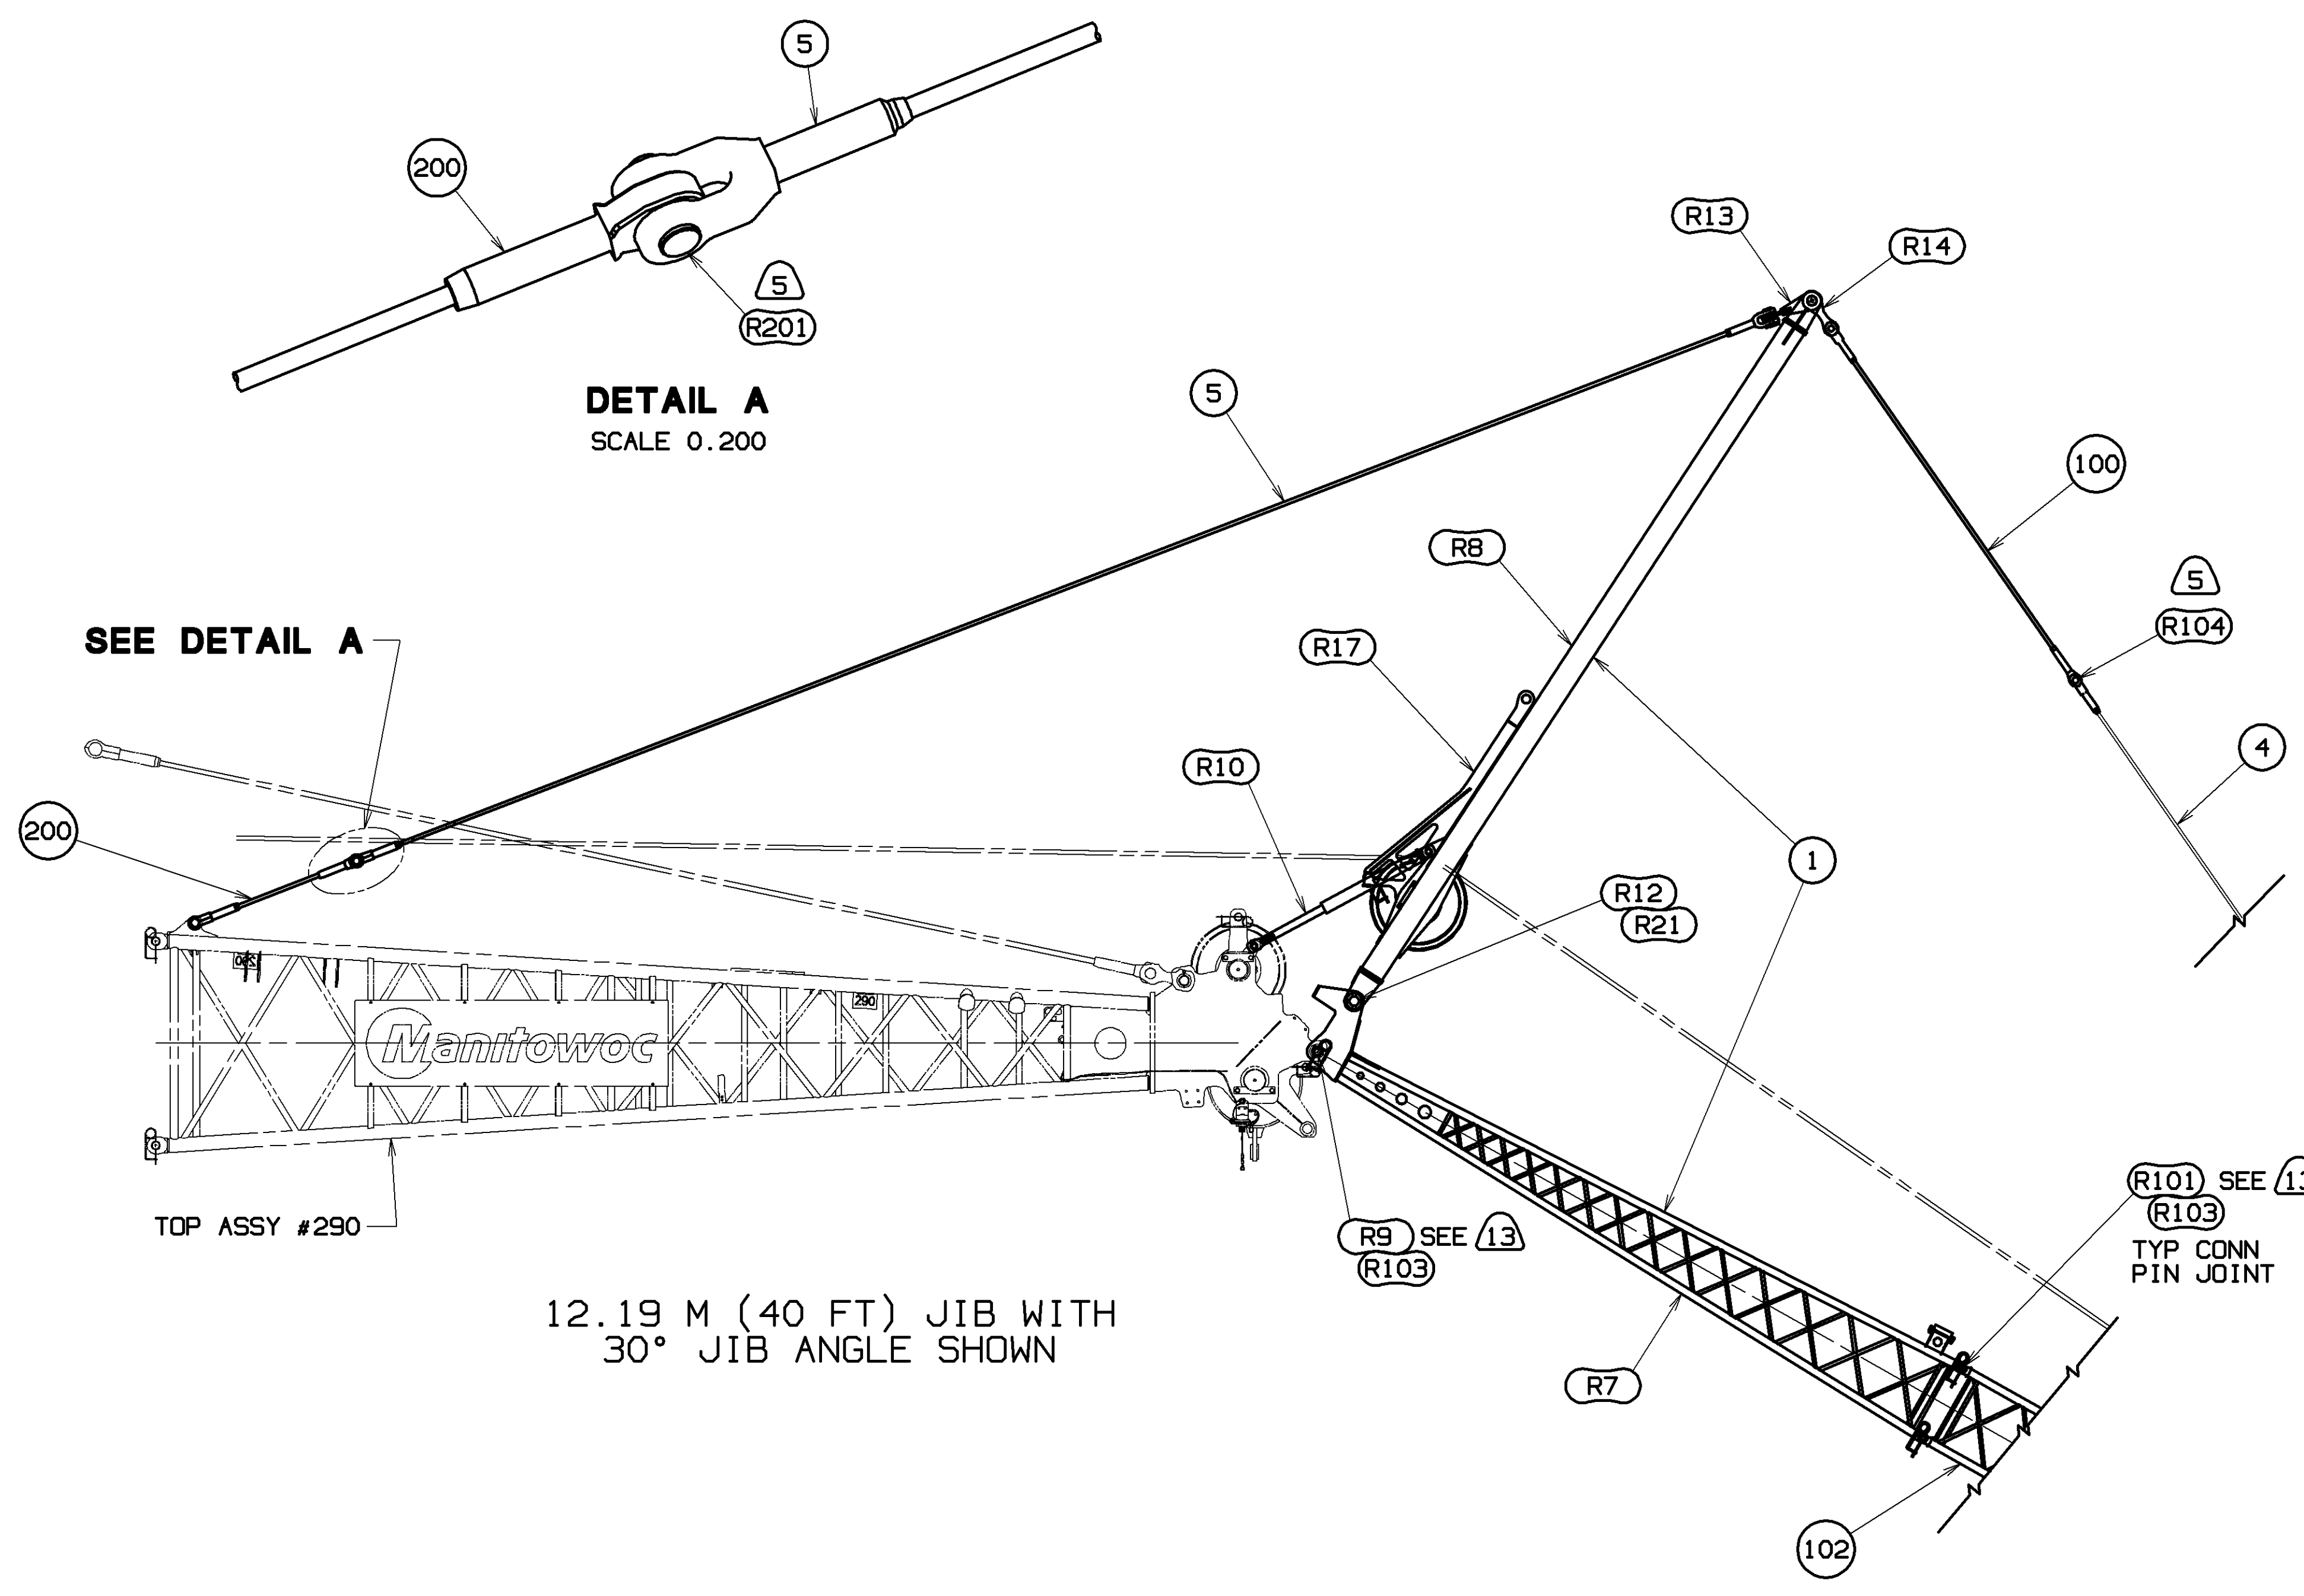 5
200
5
R201
DETAIL A
SCALE 0.200
R13
R14
5
100
R8
5
R104
SEE DETAIL A
R17
4
R10
200
1
R12
R21
290
290
Manitowoc
TOP ASSY #290
R101 SEE
R103
TYP CONN
PIN JOINT
R9 SEE 13
R103
12.19 M (40 FT) JIB WITH
30° JIB ANGLE SHOWN
R7
102